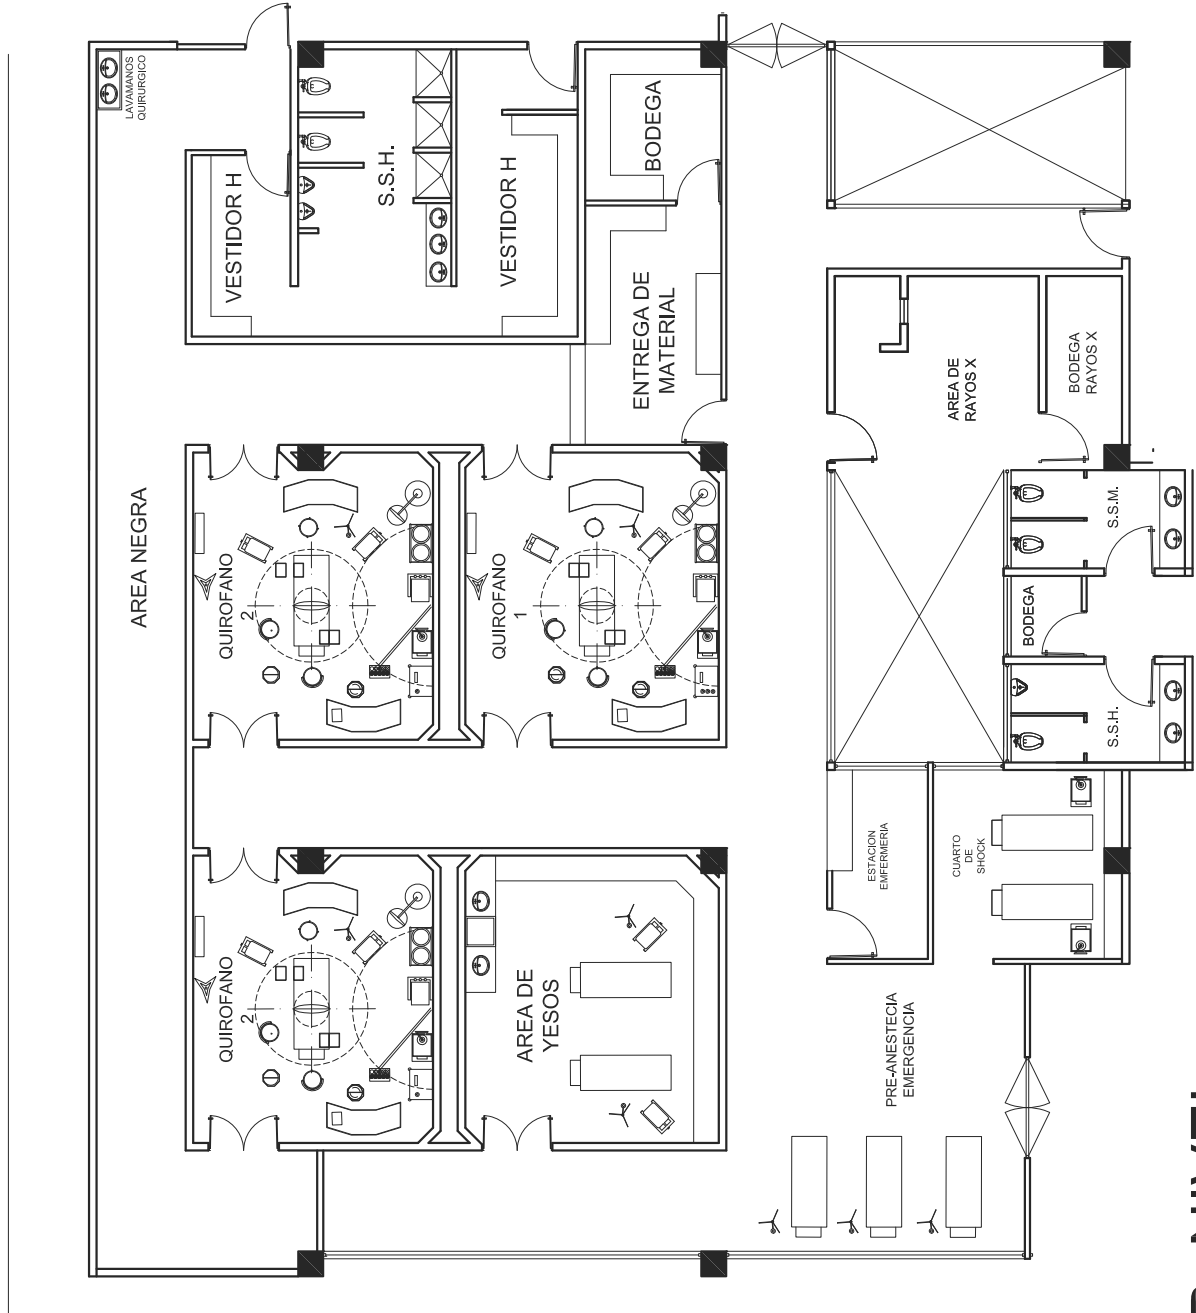 LAVAMANOS
QUIRURGICO
VESTIDOR H
S.S.H.
VESTIDOR H
BODEGA
ENTREGA DE
MATERIAL
AREA DE
RAYOS X
BODEGA
RAYOS X
AREA NEGRA
QUIROFANO
2
QUIROFANO
1
S.S.M.
BODEGA
S.S.H.
ESTACION
EMFERMERIA
CUARTO
DE
SHOCK
QUIROFANO
2
AREA DE
YESOS
PRE-ANESTECIA
EMERGENCIA